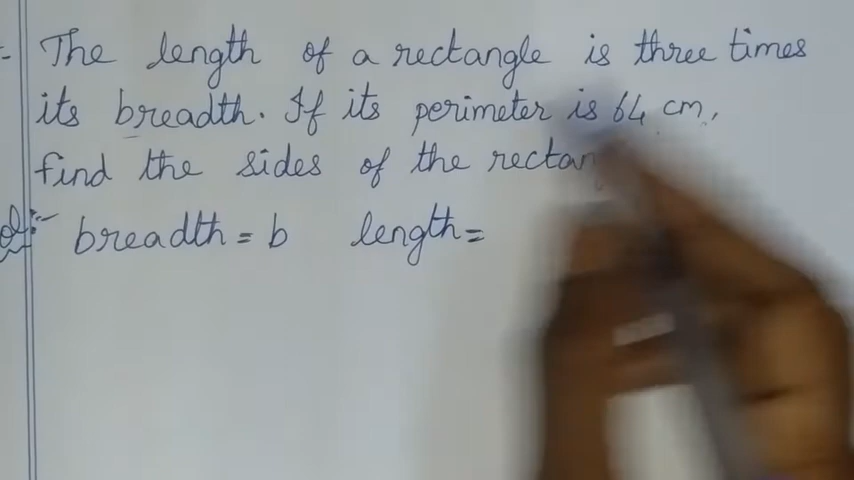 The length of a rectangle is three times
its breadth. If its perimeter is 64 cm,
find the sides of the
breadth = b length =